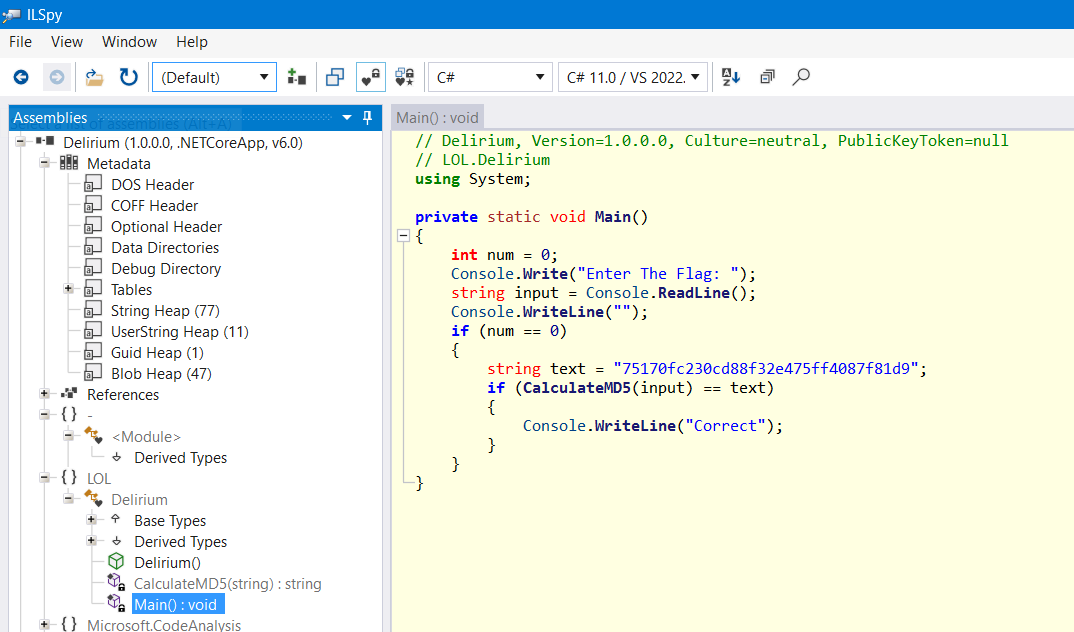 ILSpy
File View Window Help
(Default) C# C# 11.0 / VS 2022.
Assemblies
Delirium (1.0.0.0, .NETCoreApp, v6.0)
Metadata
DOS Header
COFF Header
Optional Header
Data Directories
Debug Directory
Tables
String Heap (77)
UserString Heap (11)
Guid Heap (1)
Blob Heap (47)
References
{ } -
<Module>
Derived Types
{ } LOL
Delirium
Base Types
Derived Types
Delirium()
CalculateMD5(string) : string
Main() : void
{ } Microsoft.CodeAnalysis
Main() : void
// Delirium, Version=1.0.0.0, Culture=neutral, PublicKeyToken=null
// LOL.Delirium
using System;
private static void Main()
{
int num = 0;
Console.Write("Enter The Flag: ");
string input = Console.ReadLine();
Console.WriteLine("");
if (num == 0)
{
string text = "75170fc230cd88f32e475ff4087f81d9";
if (CalculateMD5(input) == text)
{
Console.WriteLine("Correct");
}
}
}